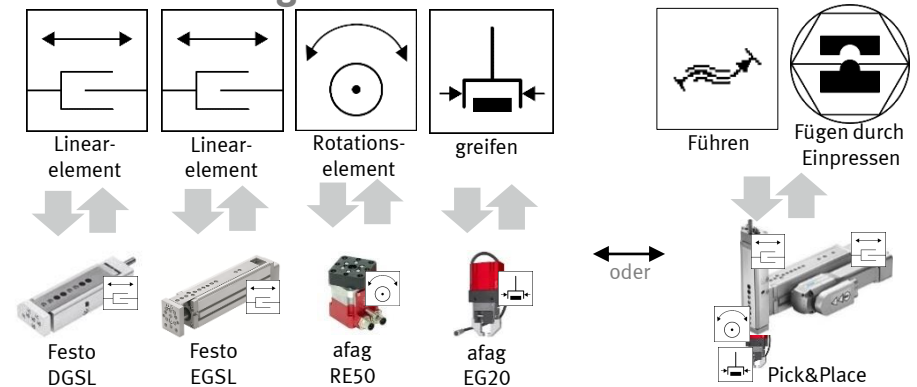 Linear-
element
Linear-
element
Rotations-
element
greifen
Führen
Fügen durch
Einpressen
oder
Festo
DGSL
Festo
EGSL
afag
RE50
afag
EG20
Pick&Place